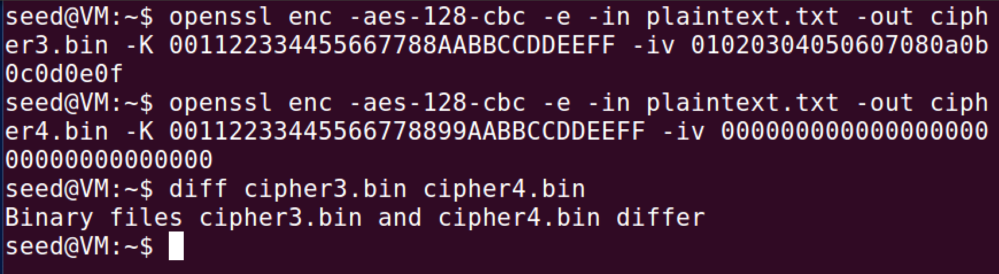 seed@VM:~$ openssl enc -aes-128-cbc -e -in plaintext.txt -out ciph
er3.bin -K 001122334455667788AABBCCDDEEFF -iv 01020304050607080a0b
0c0d0e0f
seed@VM:~$ openssl enc -aes-128-cbc -e -in plaintext.txt -out ciph
er4.bin -K 00112233445566778899AABBCCDDEEFF -iv 000000000000000000
00000000000000
seed@VM:~$ diff cipher3.bin cipher4.bin
Binary files cipher3.bin and cipher4.bin differ
seed@VM:~$